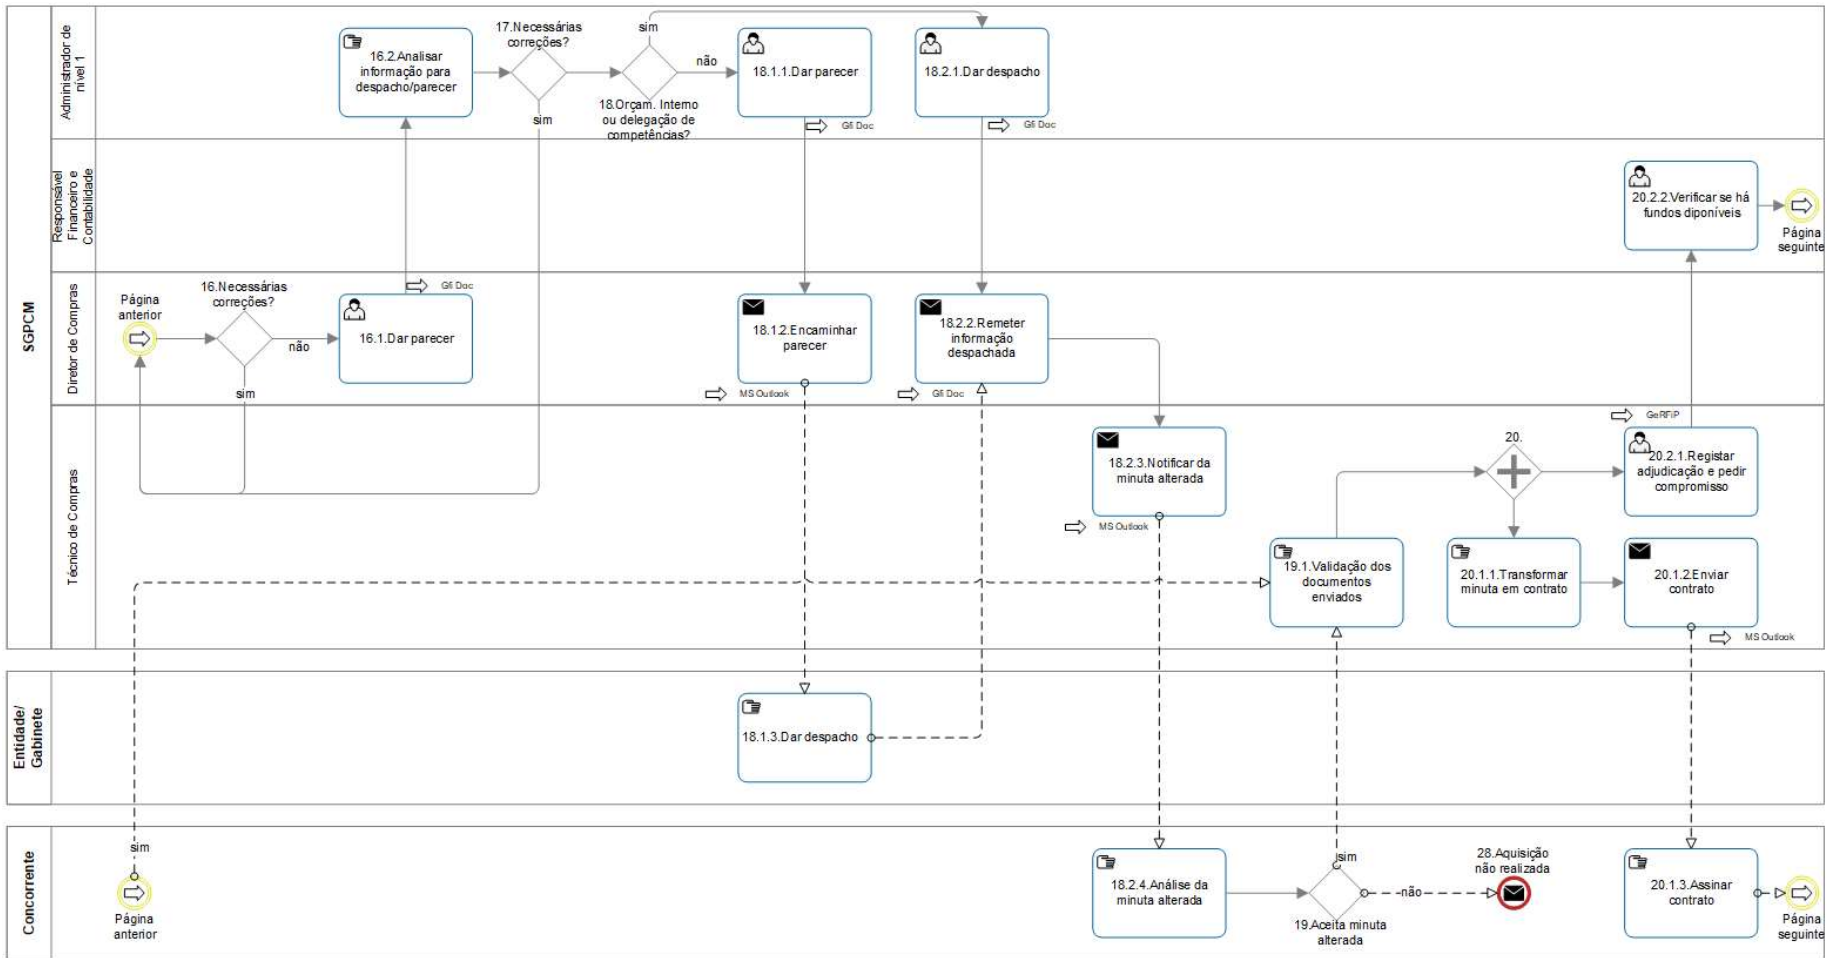 SGPCM
Administrador de
nível 1
16.2.Analisar
informação para
despacho/parecer
17.Necessárias
correções?
sim
sim
18.Orçam. Interno
ou delegação de
competências?
não
18.1.1.Dar parecer
Gfi Doc
18.2.1.Dar despacho
Gfi Doc
Responsável
Financeiro e
Contabilidade
20.2.2.Verificar se há
fundos diponíveis
Página
seguinte
Diretor de Compras
Página
anterior
16.Necessárias
correções?
não
sim
Gfi Doc
16.1.Dar parecer
18.1.2.Encaminhar
parecer
MS Outlook
18.2.2.Remeter
informação
despachada
Gfi Doc
Técnico de Compras
18.2.3.Notificar da
minuta alterada
MS Outlook
19.1.Validação dos
documentos
enviados
20.
GeRFiP
20.2.1.Registar
adjudicação e pedir
compromisso
20.1.1.Transformar
minuta em contrato
20.1.2.Enviar
contrato
MS Outlook
Entidade/
Gabinete
18.1.3.Dar despacho
Concorrente
sim
Página
anterior
18.2.4.Análise da
minuta alterada
sim
não
19.Aceita minuta
alterada
28.Aquisição
não realizada
20.1.3.Assinar
contrato
Página
seguinte